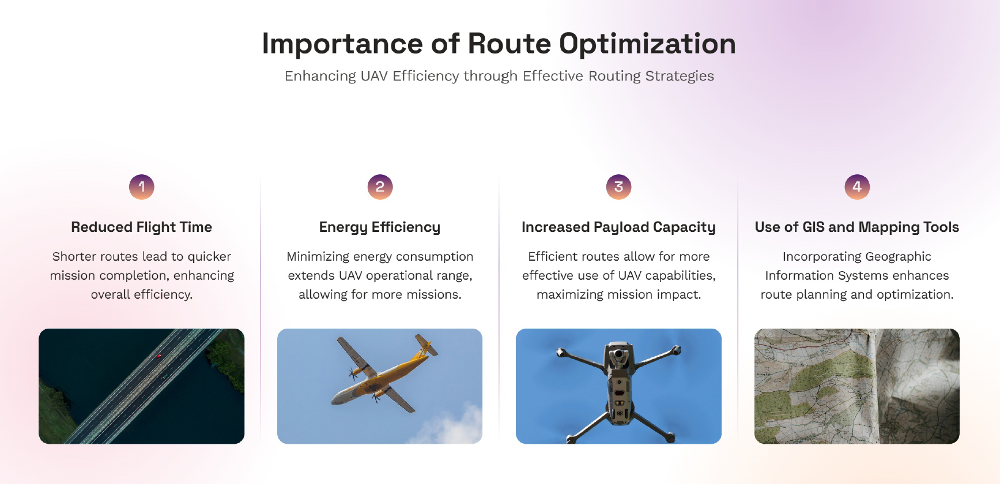 Importance of Route Optimization
Enhancing UAV Efficiency through Effective Routing Strategies
1
Reduced Flight Time
Shorter routes lead to quicker
mission completion, enhancing
overall efficiency.
2
Energy Efficiency
Minimizing energy consumption
extends UAV operational range,
allowing for more missions.
3
Increased Payload Capacity
Efficient routes allow for more
effective use of UAV capabilities,
maximizing mission impact.
4
Use of GIS and Mapping Tools
Incorporating Geographic
Information Systems enhances
route planning and optimization.